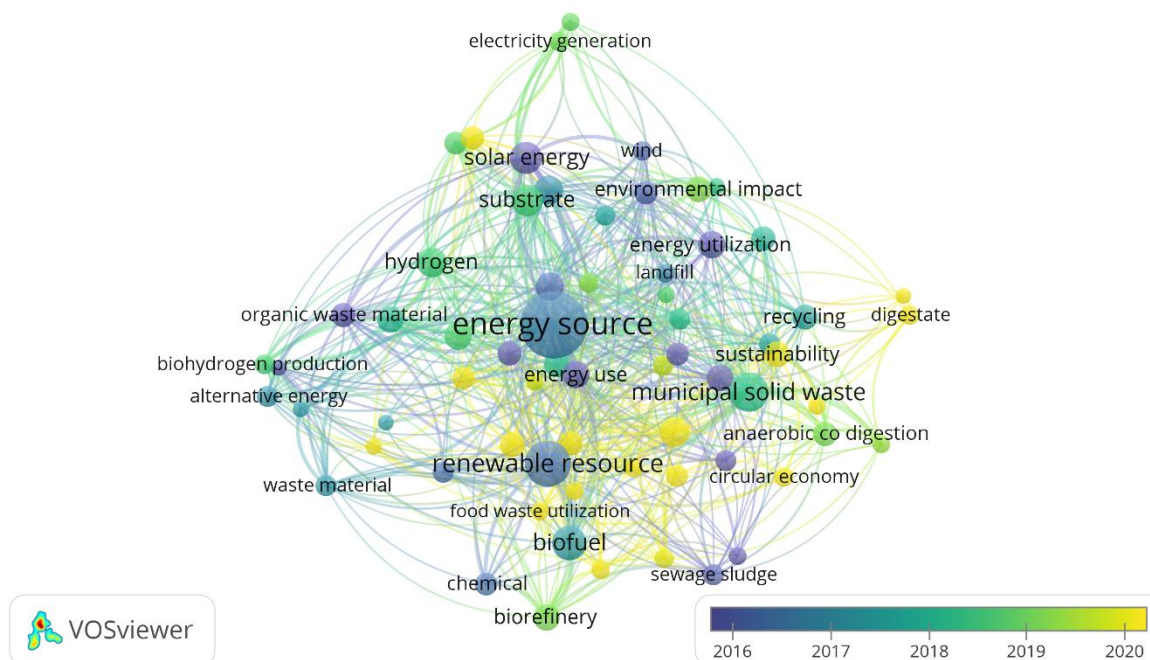 electricity generation
solar energy
wind
substrate
environmental impact
energy utilization
hydrogen
landfill
organic waste material
energy source
recycling
digestate
sustainability
biohydrogen production
energy use
alternative energy
municipal solid waste
anaerobic co digestion
renewable resource
circular economy
waste material
food waste utilization
biofuel
chemical
sewage sludge
biorefinery
VOSviewer
2016 2017 2018 2019 2020